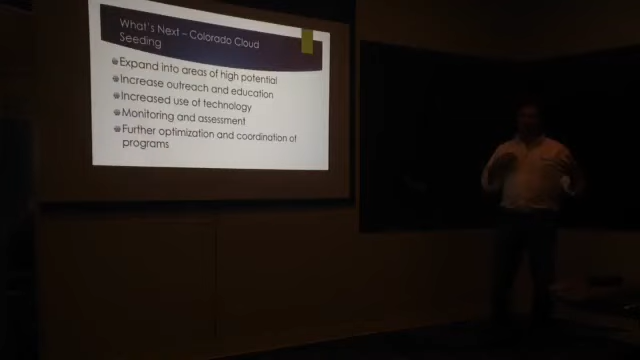 What's Next – Colorado Cloud
Seeding
Expand into areas of high potential
Increase outreach and education
Increased use of technology
Monitoring and assessment
Further optimization and coordination of
programs